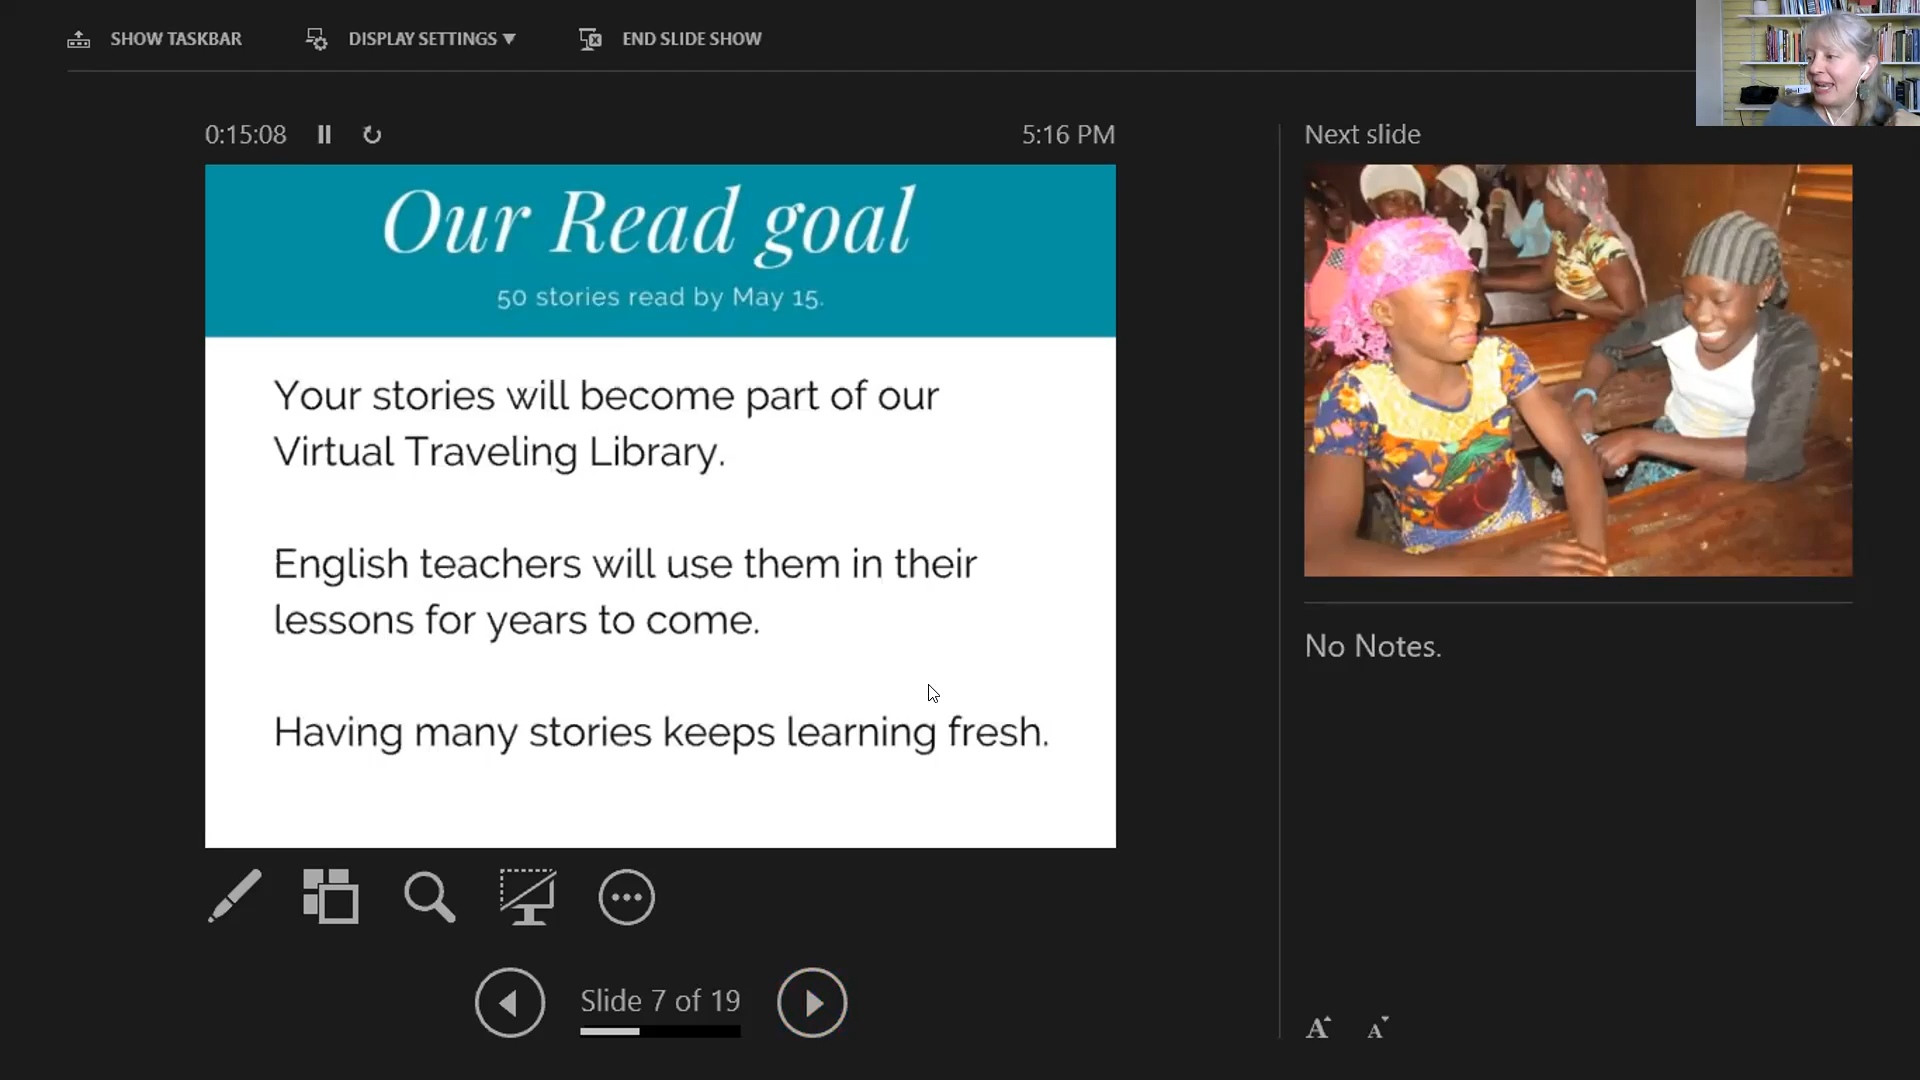 SHOW TASKBAR
DISPLAY SETTINGS
END SLIDE SHOW
0:15:08
5:16 PM
Our Read goal
50 stories read by May 15.
Your stories will become part of our
Virtual Traveling Library.
English teachers will use them in their
lessons for years to come.
Having many stories keeps learning fresh.
Slide 7 of 19
Next slide
No Notes.
A A